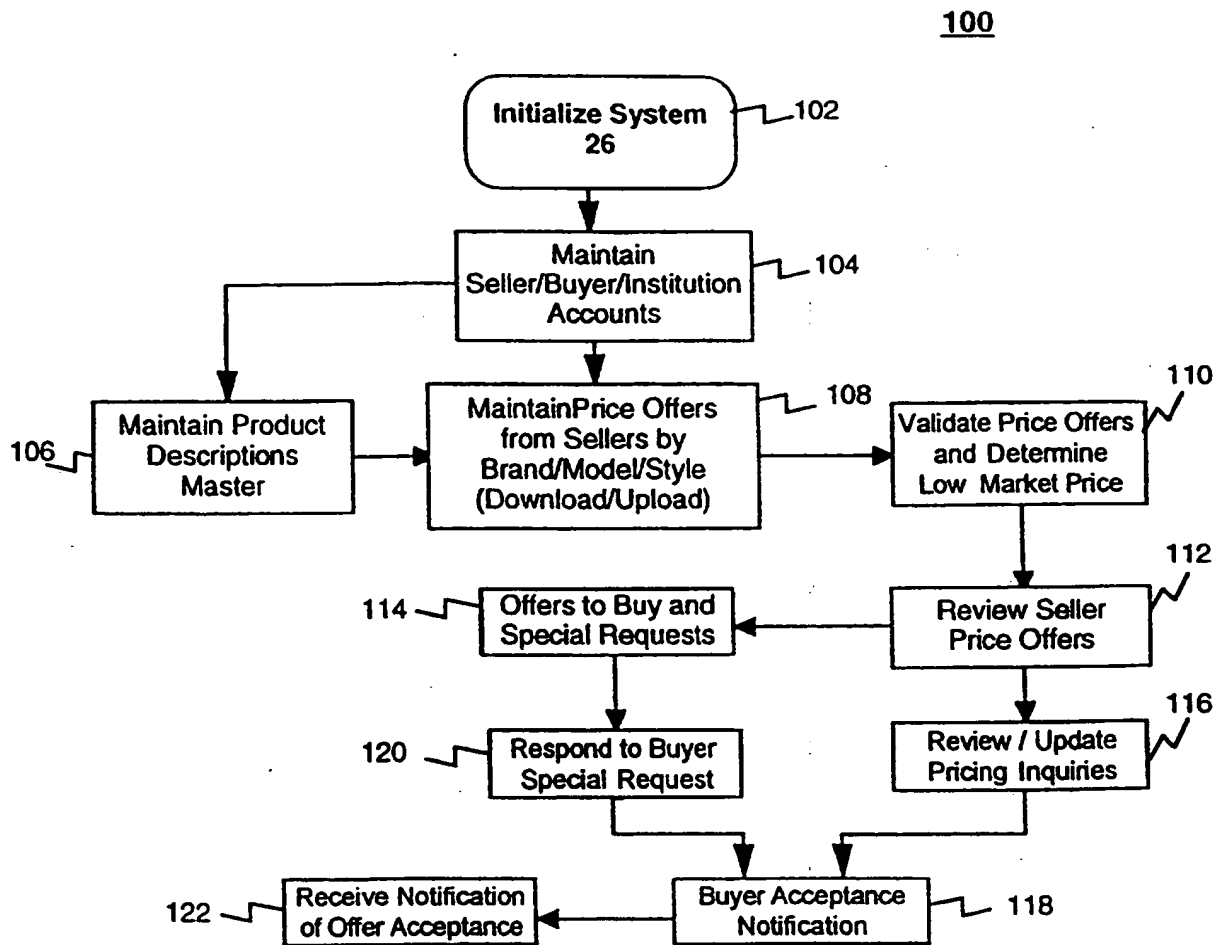 100
Initialize System
26
102
Maintain
Seller/Buyer/Institution
Accounts
104
106
Maintain Product
Descriptions
Master
MaintainPrice Offers
from Sellers by
Brand/Model/Style
(Download/Upload)
108
110
Validate Price Offers
and Determine
Low Market Price
112
Review Seller
Price Offers
114
Offers to Buy and
Special Requests
116
Review / Update
Pricing Inquiries
120
Respond to Buyer
Special Request
118
Buyer Acceptance
Notification
122
Receive Notification
of Offer Acceptance